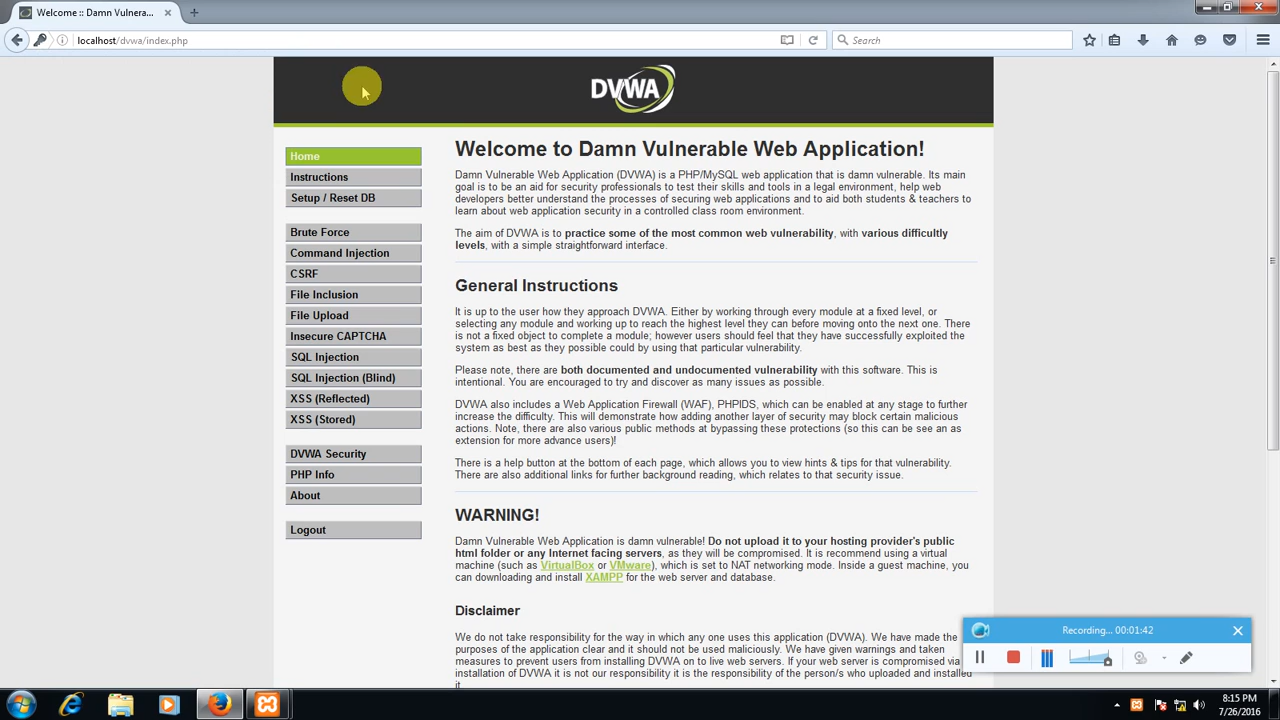 Welcome :: Damn Vulnera...
localhost/dvwa/index.php
Search
DVWA
Home
Instructions
Setup / Reset DB
Brute Force
Command Injection
CSRF
File Inclusion
File Upload
Insecure CAPTCHA
SQL Injection
SQL Injection (Blind)
XSS (Reflected)
XSS (Stored)
DVWA Security
PHP Info
About
Logout
Welcome to Damn Vulnerable Web Application!
Damn Vulnerable Web Application (DVWA) is a PHP/MySQL web application that is damn vulnerable. Its main
goal is to be an aid for security professionals to test their skills and tools in a legal environment, help web
developers better understand the processes of securing web applications and to aid both students & teachers to
learn about web application security in a controlled class room environment.
The aim of DVWA is to practice some of the most common web vulnerability, with various difficultly
levels, with a simple straightforward interface.
General Instructions
It is up to the user how they approach DVWA. Either by working through every module at a fixed level, or
selecting any module and working up to reach the highest level they can before moving onto the next one. There
is not a fixed object to complete a module; however users should feel that they have successfully exploited the
system as best as they possible could by using that particular vulnerability.
Please note, there are both documented and undocumented vulnerability with this software. This is
intentional. You are encouraged to try and discover as many issues as possible.
DVWA also includes a Web Application Firewall (WAF), PHPIDS, which can be enabled at any stage to further
increase the difficulty. This will demonstrate how adding another layer of security may block certain malicious
actions. Note, there are also various public methods at bypassing these protections (so this can be see an as
extension for more advance users)!
There is a help button at the bottom of each page, which allows you to view hints & tips for that vulnerability.
There are also additional links for further background reading, which relates to that security issue.
WARNING!
Damn Vulnerable Web Application is damn vulnerable! Do not upload it to your hosting provider's public
html folder or any Internet facing servers, as they will be compromised. It is recommend using a virtual
machine (such as VirtualBox or VMware), which is set to NAT networking mode. Inside a guest machine, you
can downloading and install XAMPP for the web server and database.
Disclaimer
We do not take responsibility for the way in which any one uses this application (DVWA). We have made the
purposes of the application clear and it should not be used maliciously. We have given warnings and taken
measures to prevent users from installing DVWA on to live web servers. If your web server is compromised via
installation of DVWA it is not our responsibility it is the responsibility of the person/s who uploaded and installed
it.
Recording... 00:01:42
8:15 PM
7/26/2016